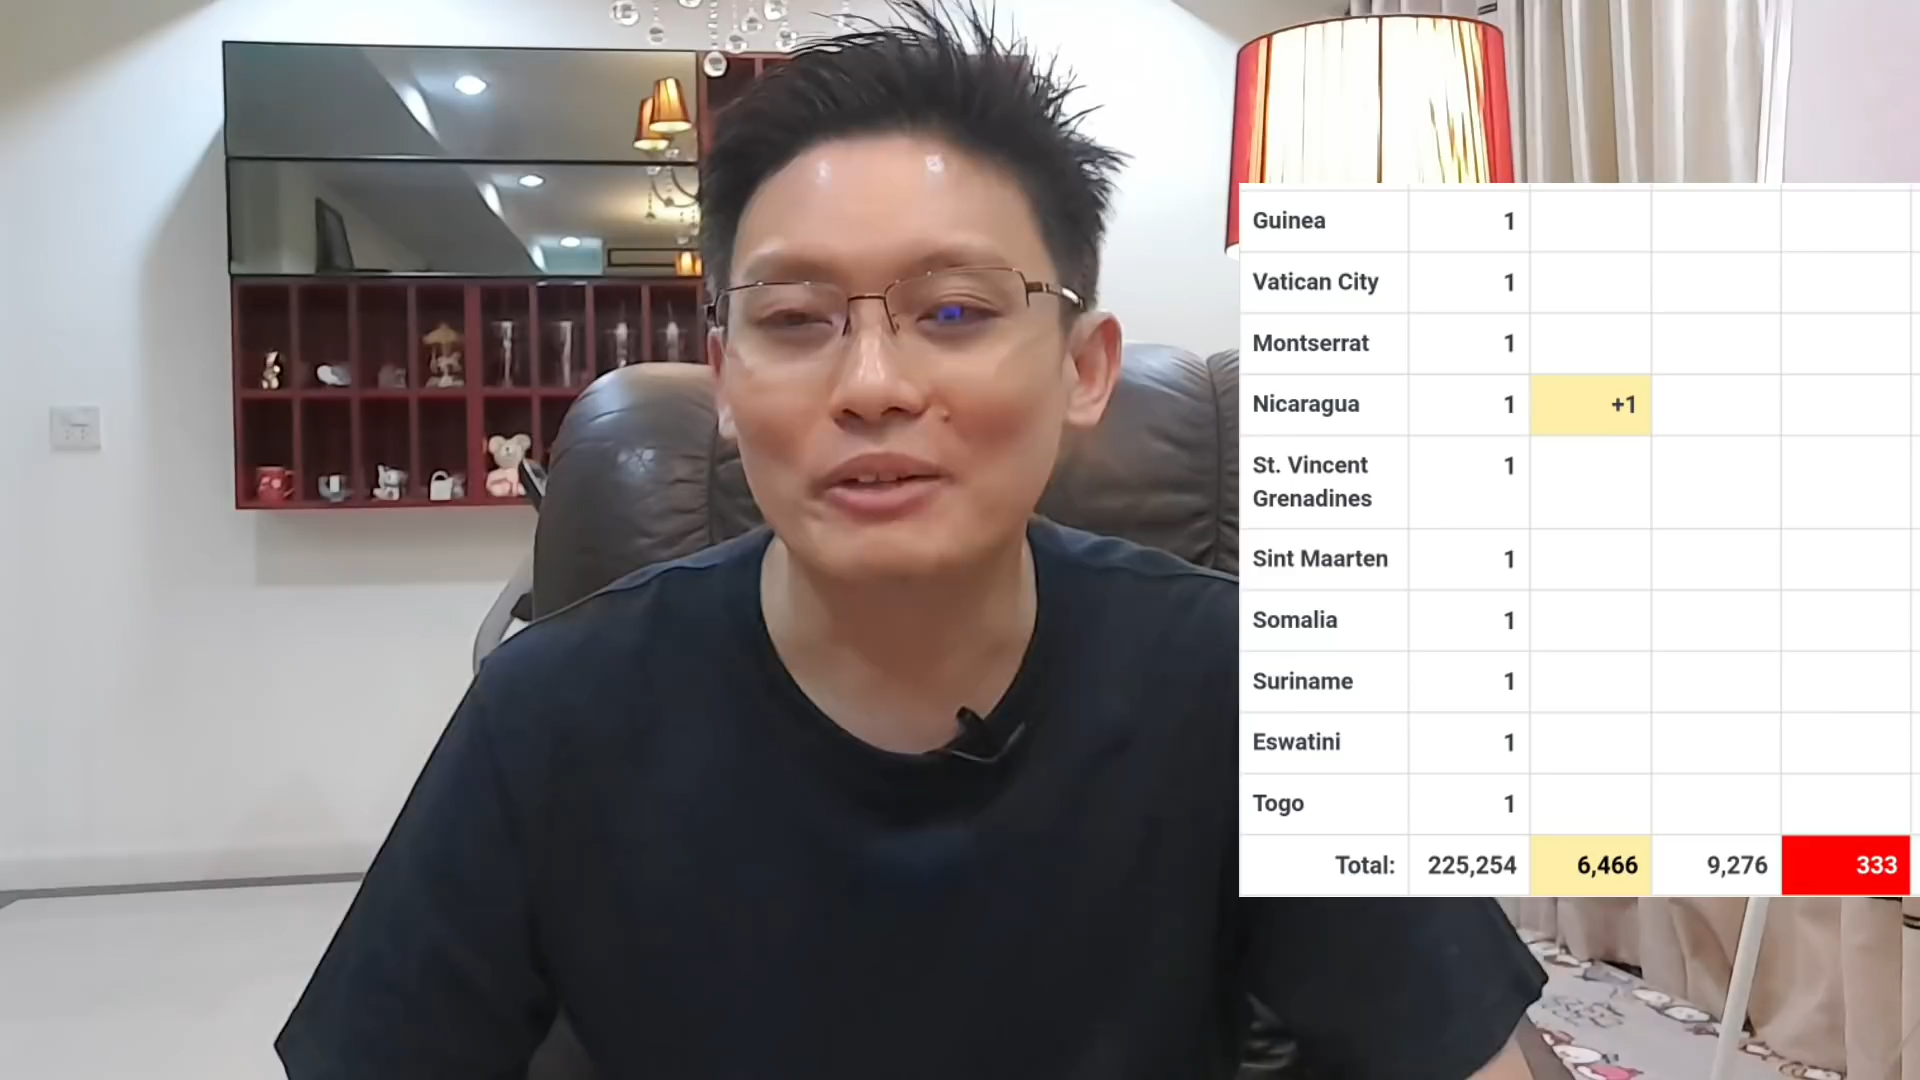 Guinea 1
Vatican City 1
Montserrat 1
Nicaragua 1 +1
St. Vincent 1
Grenadines
Sint Maarten 1
Somalia 1
Suriname 1
Eswatini 1
Togo 1
Total: 225,254 6,466 9,276 333